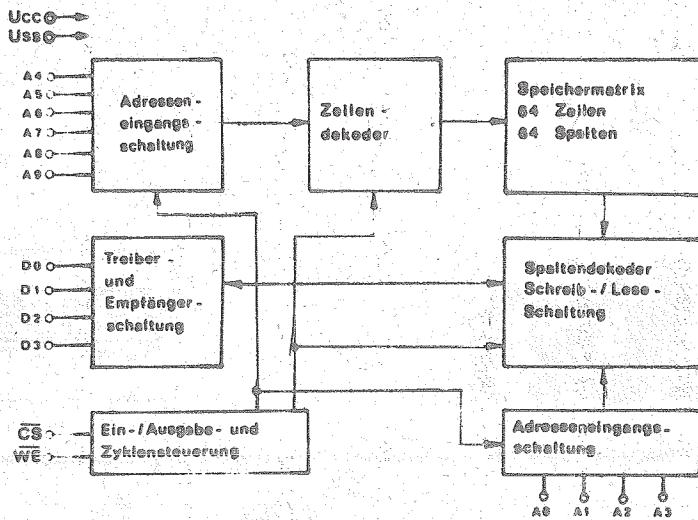 UCC
USS
A4
A5
A6
A7
A8
A9
Adressen-
eingangs-
schaltung
Zeilen-
dekoder
Speichermatrix
64 Zeilen
64 Spalten
D0
D1
D2
D3
Treiber-
und
Empfänger-
schaltung
Spaltendekoder
Schreib-/Lese-
Schaltung
C̅S̅
W̅E̅
Ein-/Ausgabe- und
Zyklensteuerung
Adresseneingangs-
schaltung
A0 A1 A2 A3